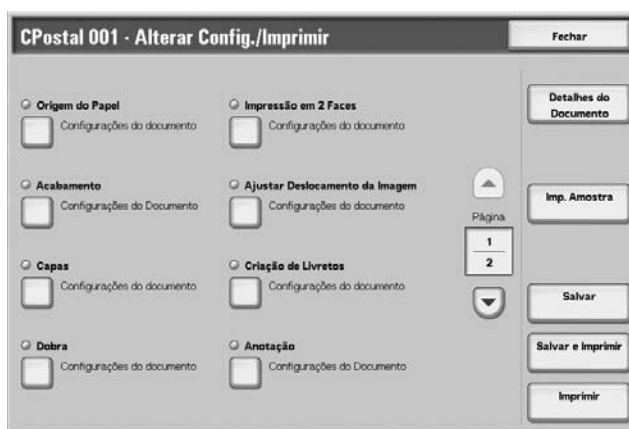 CPostal 001 - Alterar Config./Imprimir
Fechar
Origem do Papel
Configurações do documento
Impressão em 2 Faces
Configurações do documento
Detalhes do
Documento
Acabamento
Configurações do Documento
Ajustar Deslocamento da Imagem
Configurações do documento
Imp. Amostra
Página
1
2
Capas
Configurações do documento
Criação de Livretos
Configurações do documento
Salvar
Dobra
Configurações do documento
Anotação
Configurações do Documento
Salvar e Imprimir
Imprimir